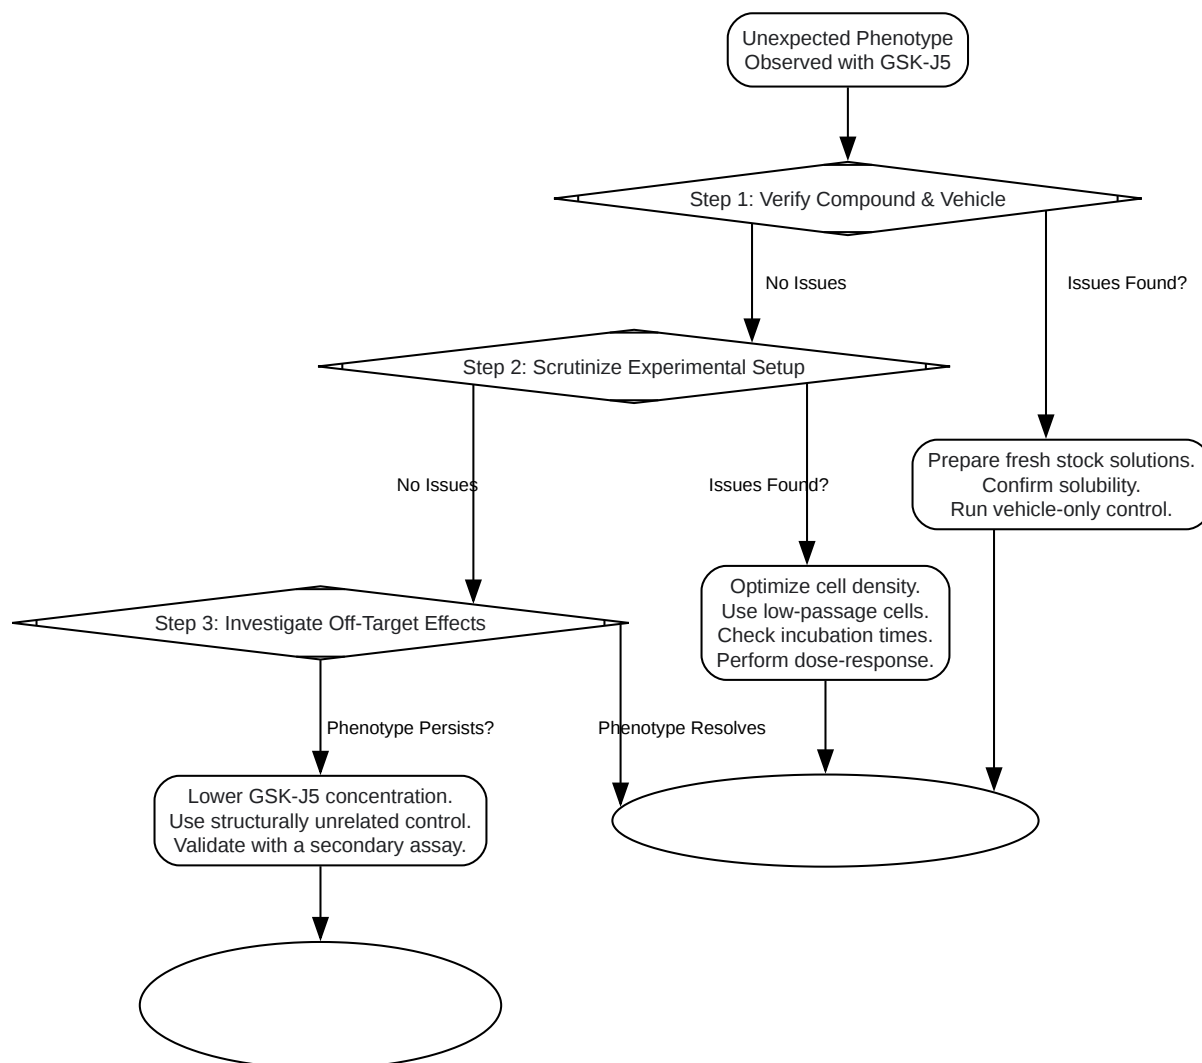 Unexpected Phenotype
Observed with GSK-J5
Step 1: Verify Compound & Vehicle
No Issues
Issues Found?
Step 2: Scrutinize Experimental Setup
Prepare fresh stock solutions.
Confirm solubility.
Run vehicle-only control.
No Issues
Issues Found?
Optimize cell density.
Use low-passage cells.
Check incubation times.
Perform dose-response.
Step 3: Investigate Off-Target Effects
Phenotype Persists?
Phenotype Resolves
Lower GSK-J5 concentration.
Use structurally unrelated control.
Validate with a secondary assay.